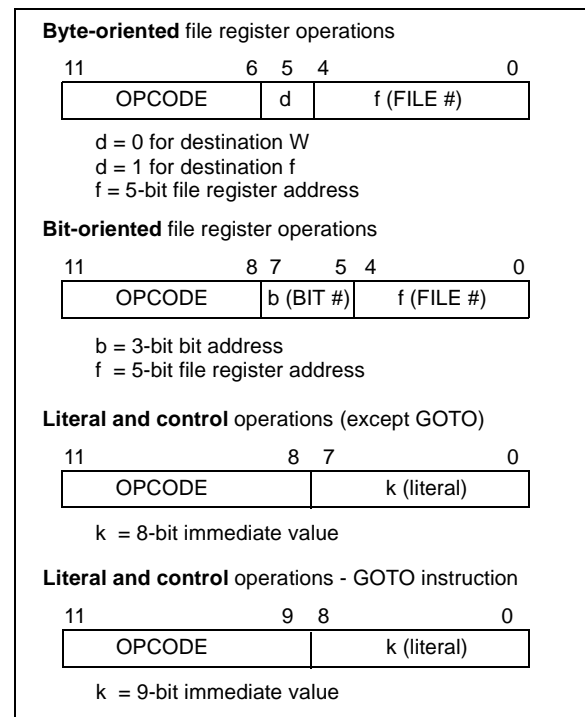 Byte-oriented file register operations
11 6 5 4 0
OPCODE d f (FILE #)
d = 0 for destination W
d = 1 for destination f
f = 5-bit file register address
Bit-oriented file register operations
11 8 7 5 4 0
OPCODE b (BIT #) f (FILE #)
b = 3-bit bit address
f = 5-bit file register address
Literal and control operations (except GOTO)
11 8 7 0
OPCODE k (literal)
k = 8-bit immediate value
Literal and control operations - GOTO instruction
11 9 8 0
OPCODE k (literal)
k = 9-bit immediate value